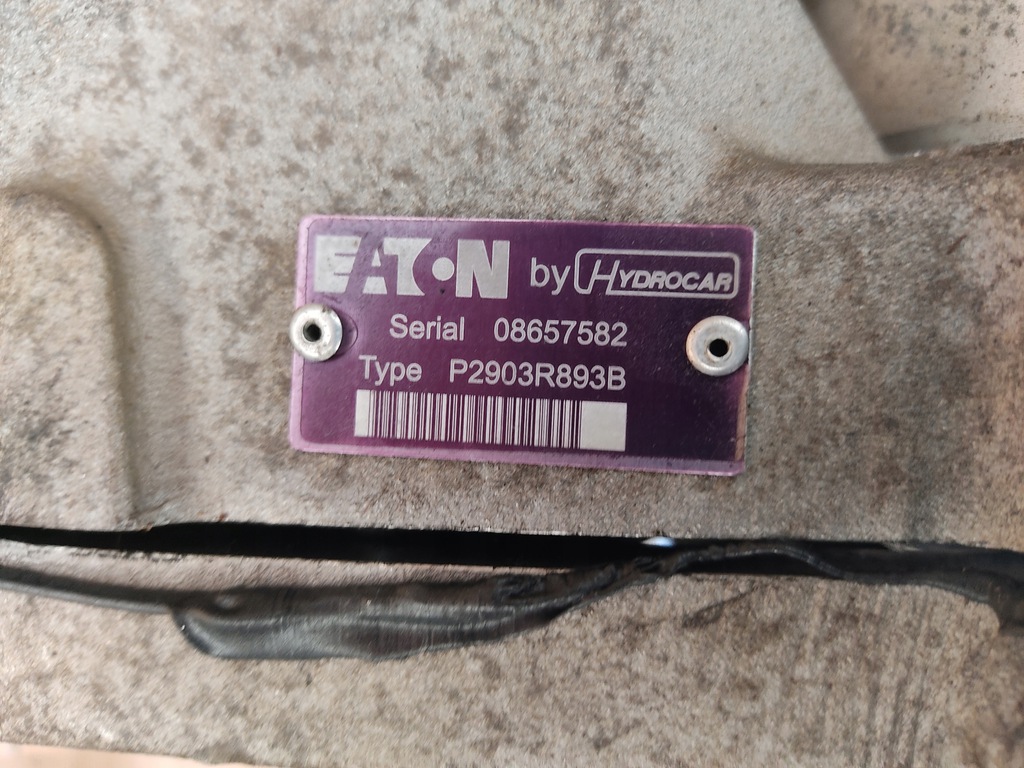 EATON by HYDROCAR
Serial 08657582
Type P2903R893B